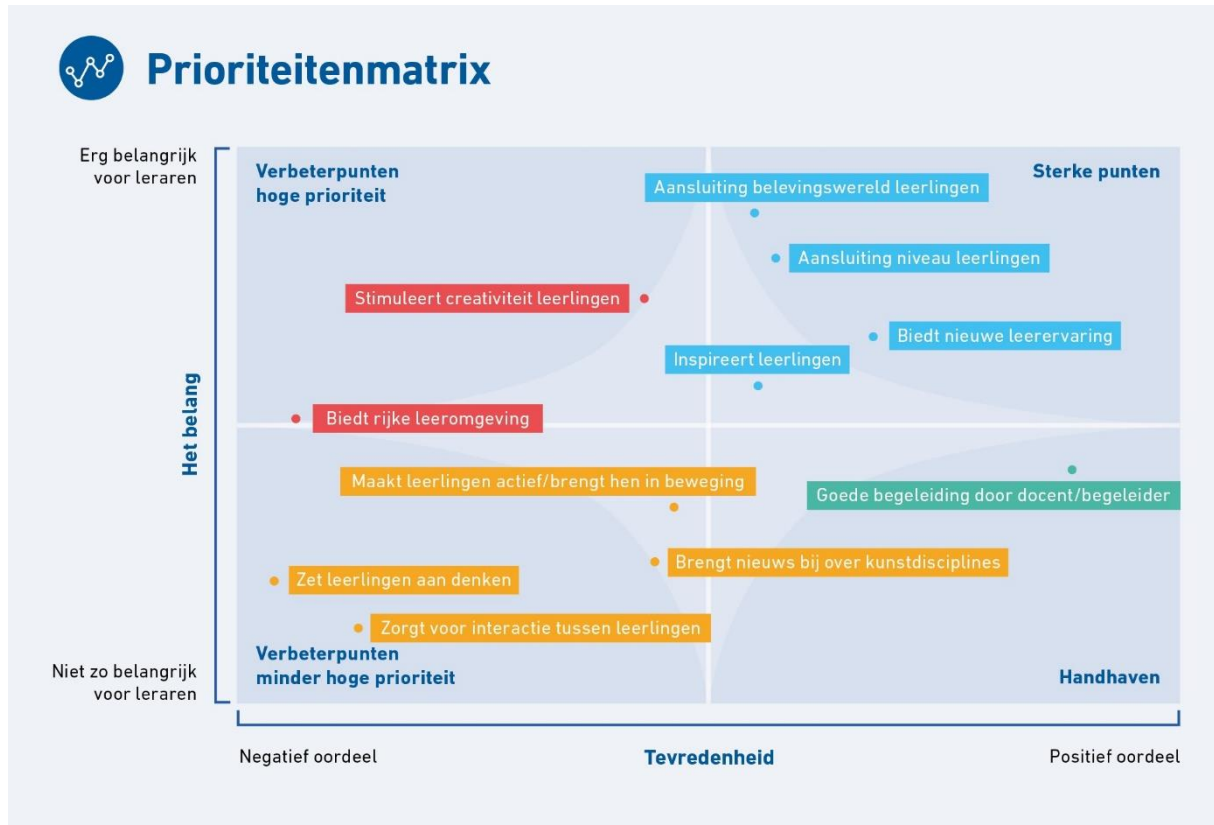 Prioriteitenmatrix
Erg belangrijk
voor leraren
Verbeterpunten
hoge prioriteit
Sterke punten
Aansluiting belevingswereld leerlingen
Aansluiting niveau leerlingen
Stimuleert creativiteit leerlingen
Biedt nieuwe leerervaring
Inspireert leerlingen
Het belang
Biedt rijke leeromgeving
Maakt leerlingen actief/brengt hen in beweging
Goede begeleiding door docent/begeleider
Brengt nieuws bij over kunstdisciplines
Zet leerlingen aan denken
Zorgt voor interactie tussen leerlingen
Niet zo belangrijk
voor leraren
Verbeterpunten
minder hoge prioriteit
Handhaven
Negatief oordeel
Tevredenheid
Positief oordeel